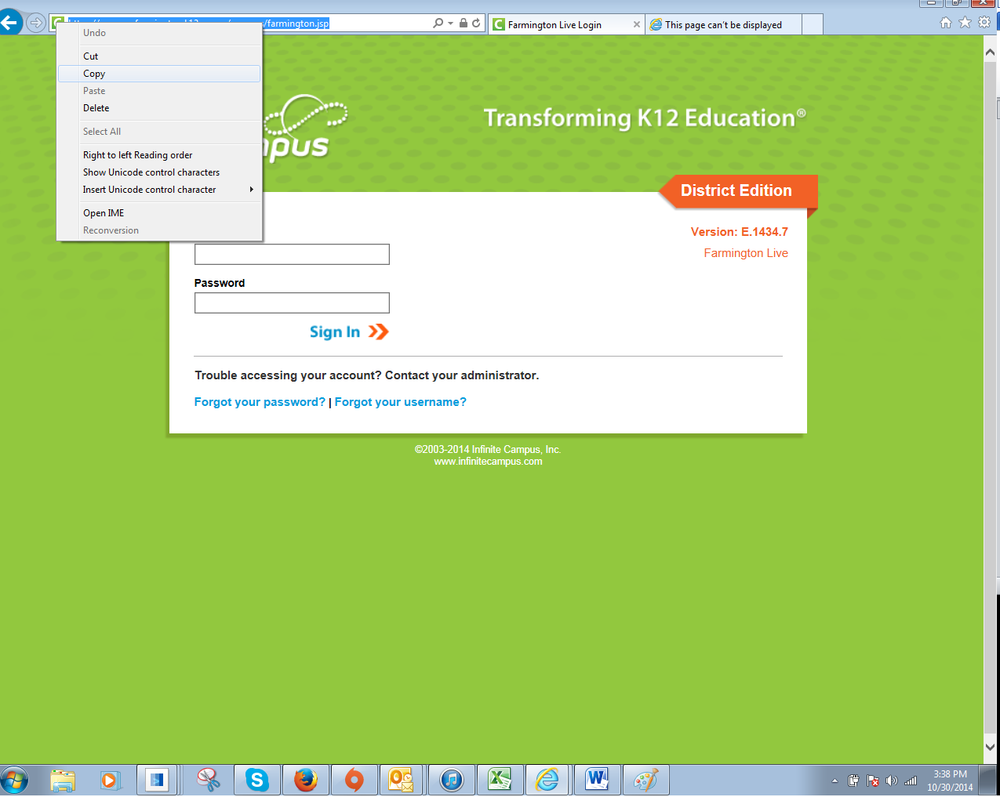 /farmington.jsp
Farmington Live Login
This page can't be displayed
Undo
Cut
Copy
Paste
Delete
Select All
Right to left Reading order
Show Unicode control characters
Insert Unicode control character
Open IME
Reconversion
Transforming K12 Education®
District Edition
Version: E.1434.7
Farmington Live
Password
Sign In
Trouble accessing your account? Contact your administrator.
Forgot your password? | Forgot your username?
©2003-2014 Infinite Campus, Inc.
www.infinitecampus.com
3:38 PM
10/30/2014